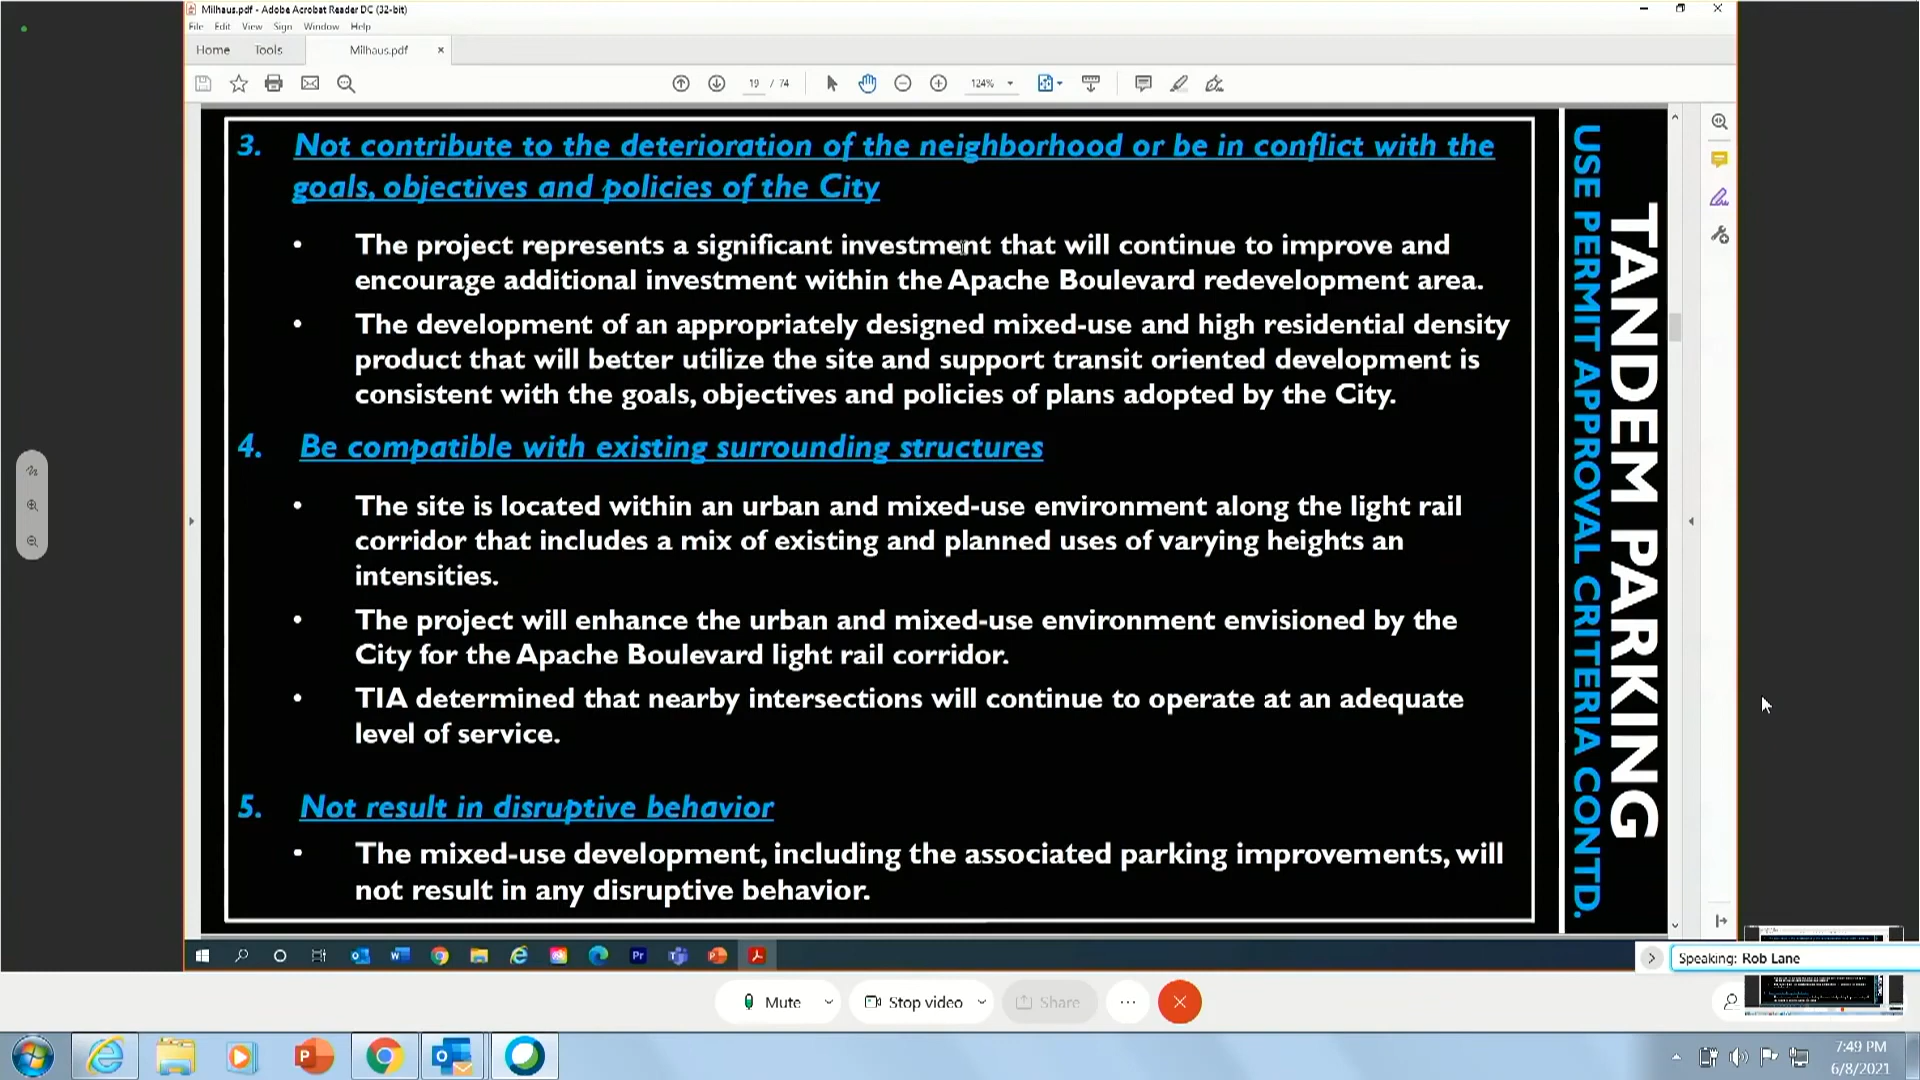 Milhaus.pdf - Adobe Acrobat Reader DC (32-bit)
File Edit View Sign Window Help
Home Tools Milhaus.pdf ×
19 / 74 124%
3. Not contribute to the deterioration of the neighborhood or be in conflict with the
goals, objectives and policies of the City
• The project represents a significant investment that will continue to improve and
encourage additional investment within the Apache Boulevard redevelopment area.
• The development of an appropriately designed mixed-use and high residential density
product that will better utilize the site and support transit oriented development is
consistent with the goals, objectives and policies of plans adopted by the City.
4. Be compatible with existing surrounding structures
• The site is located within an urban and mixed-use environment along the light rail
corridor that includes a mix of existing and planned uses of varying heights an
intensities.
• The project will enhance the urban and mixed-use environment envisioned by the
City for the Apache Boulevard light rail corridor.
• TIA determined that nearby intersections will continue to operate at an adequate
level of service.
5. Not result in disruptive behavior
• The mixed-use development, including the associated parking improvements, will
not result in any disruptive behavior.
TANDEM PARKING
USE PERMIT APPROVAL CRITERIA CONTD.
Speaking: Rob Lane
Mute Stop video Share ...
7:49 PM
6/8/2021